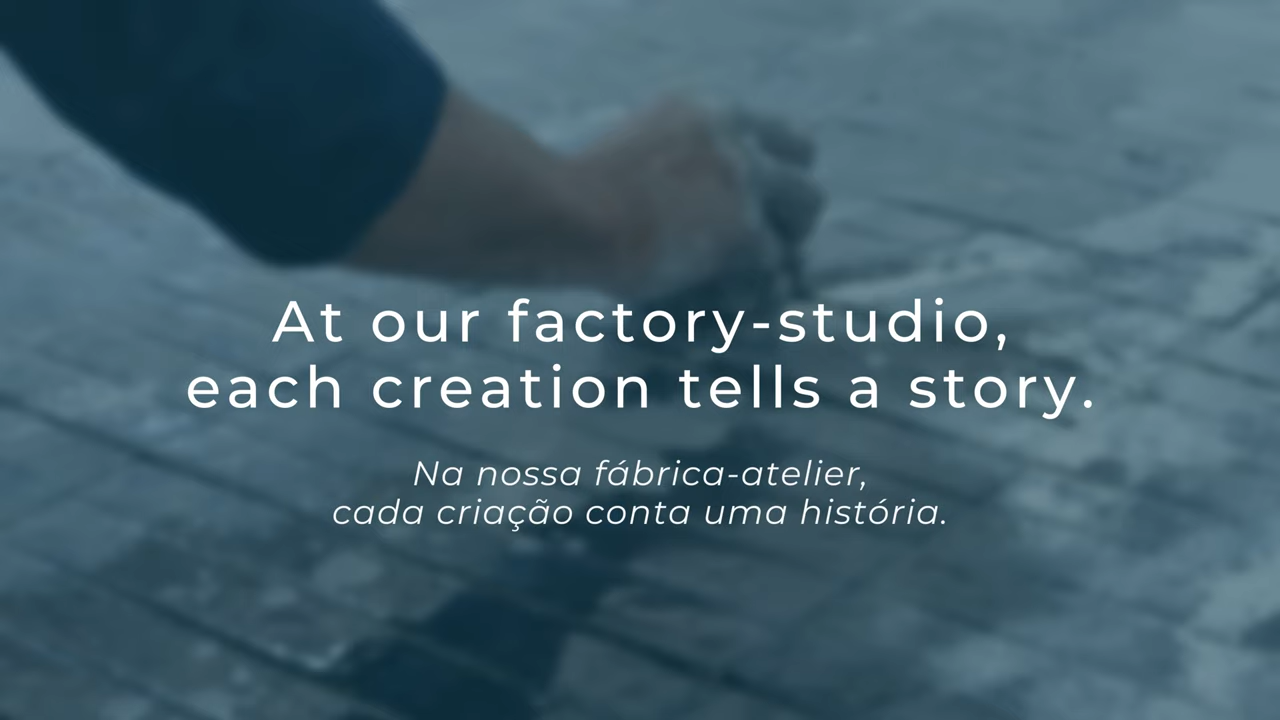 At our factory-studio,
each creation tells a story.
Na nossa fábrica-atelier,
cada criação conta uma história.